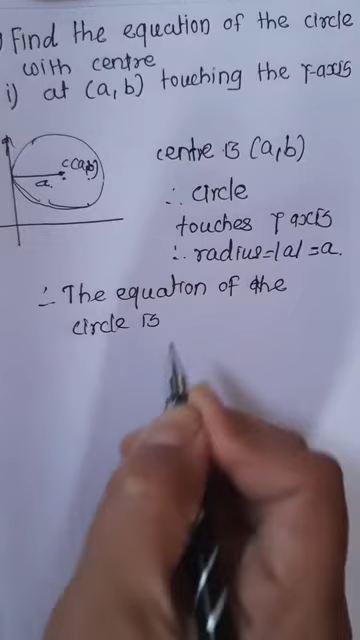 ) Find the equation of the circle
with centre
i) at (a,b) touching the Y-axis
c(a,b)
a
centre is (a,b)
∴ circle
touches Y axis
∴ radius=|a|=a.
∴ The equation of the
circle is